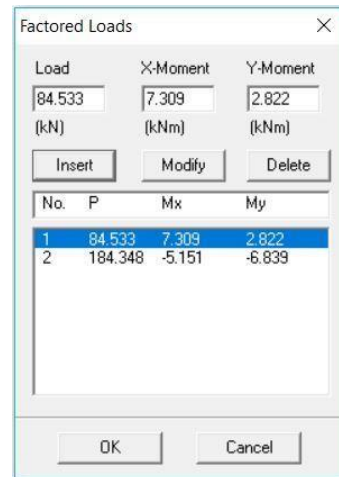 Factored Loads
Load X-Moment Y-Moment
84.533 7.309 2.822
(kN) (kNm) (kNm)
Insert Modify Delete
No. P Mx My
1 84.533 7.309 2.822
2 184.348 -5.151 -6.839
OK Cancel